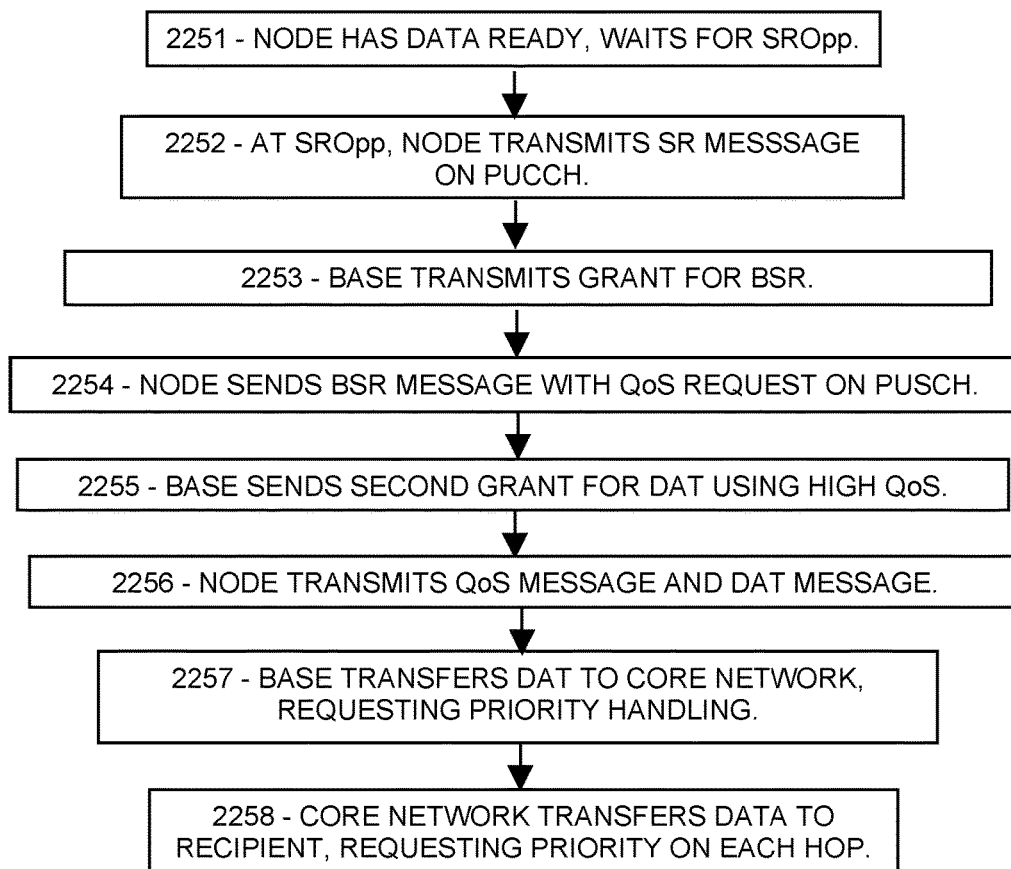 2251 - NODE HAS DATA READY, WAITS FOR SROpp.
2252 - AT SROpp, NODE TRANSMITS SR MESSSAGE
ON PUCCH.
2253 - BASE TRANSMITS GRANT FOR BSR.
2254 - NODE SENDS BSR MESSAGE WITH QoS REQUEST ON PUSCH.
2255 - BASE SENDS SECOND GRANT FOR DAT USING HIGH QoS.
2256 - NODE TRANSMITS QoS MESSAGE AND DAT MESSAGE.
2257 - BASE TRANSFERS DAT TO CORE NETWORK,
REQUESTING PRIORITY HANDLING.
2258 - CORE NETWORK TRANSFERS DATA TO
RECIPIENT, REQUESTING PRIORITY ON EACH HOP.